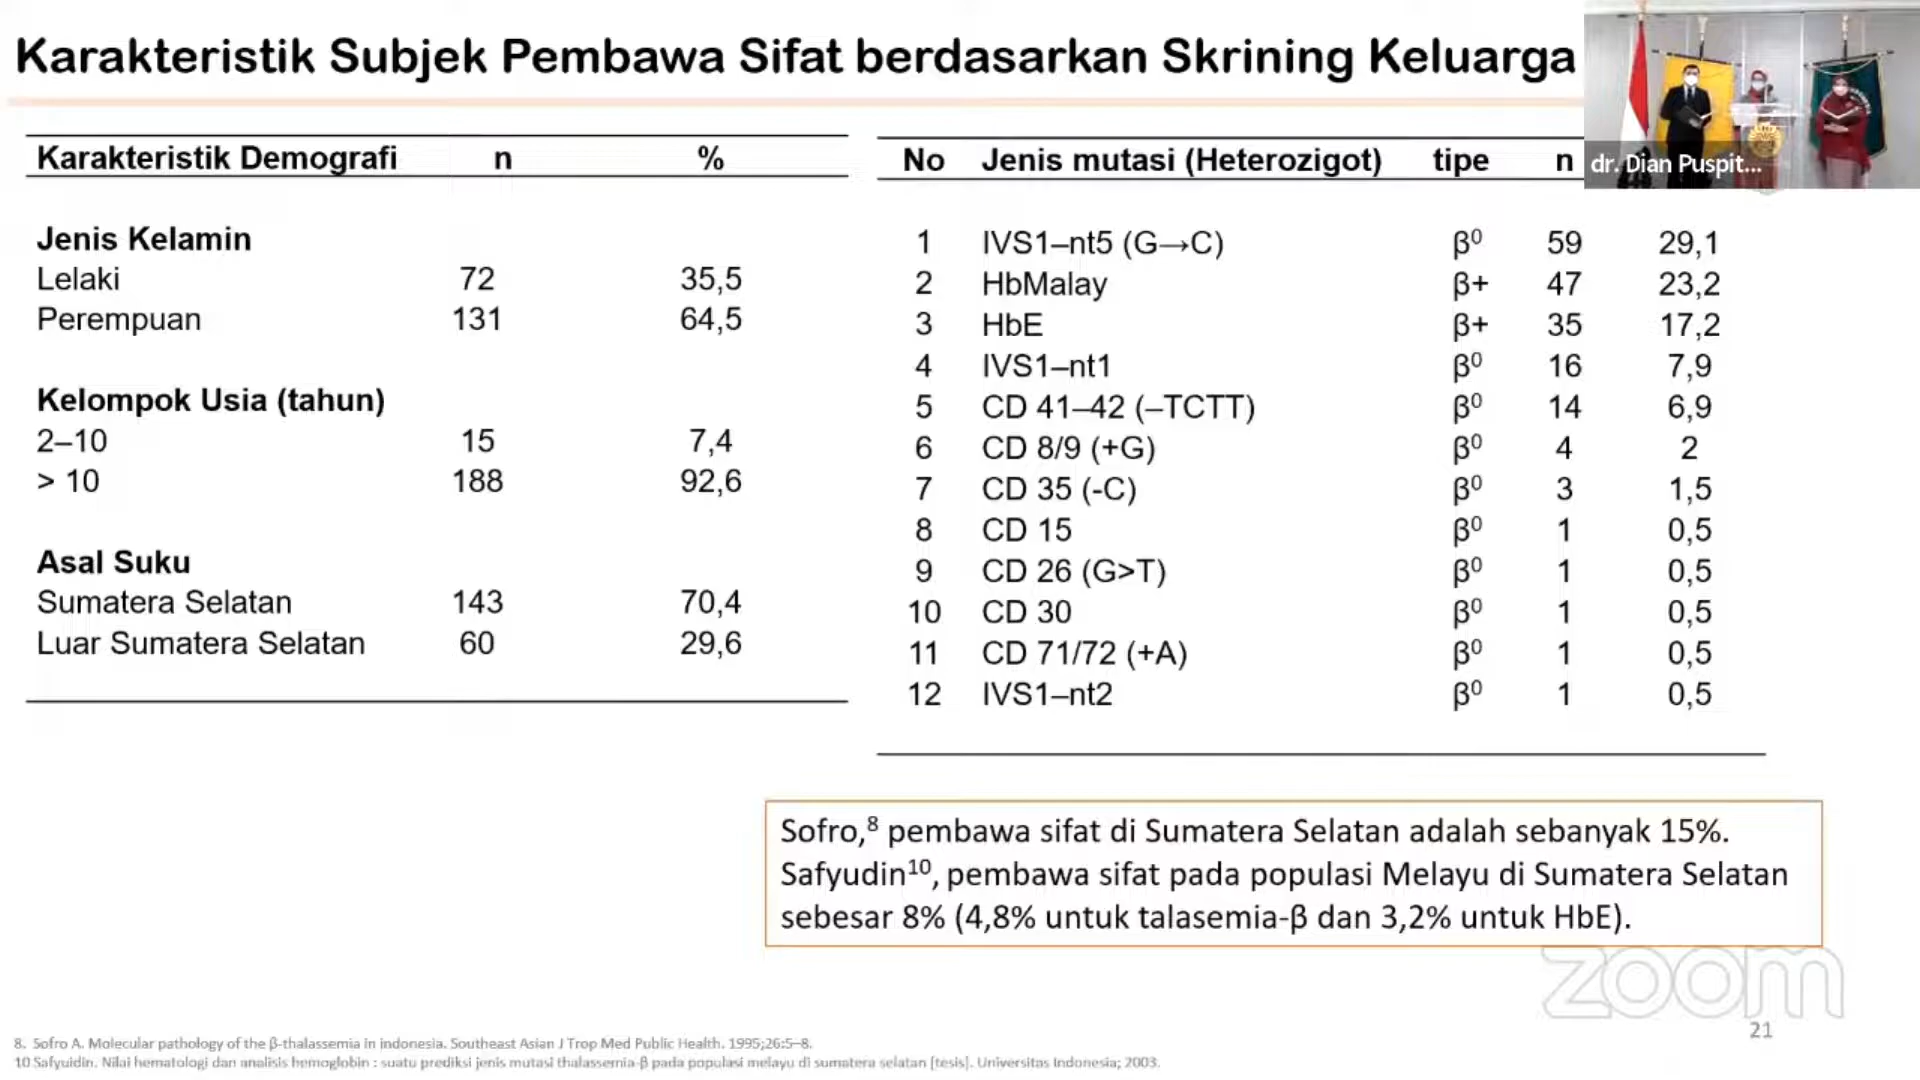 Karakteristik Subjek Pembawa Sifat berdasarkan Skrining Keluarga
dr. Dian Puspit...
Karakteristik Demografi n %
Jenis Kelamin
Lelaki 72 35,5
Perempuan 131 64,5
Kelompok Usia (tahun)
2–10 15 7,4
> 10 188 92,6
Asal Suku
Sumatera Selatan 143 70,4
Luar Sumatera Selatan 60 29,6
No Jenis mutasi (Heterozigot) tipe n
1 IVS1–nt5 (G→C) β⁰ 59 29,1
2 HbMalay β+ 47 23,2
3 HbE β+ 35 17,2
4 IVS1–nt1 β⁰ 16 7,9
5 CD 41–42 (–TCTT) β⁰ 14 6,9
6 CD 8/9 (+G) β⁰ 4 2
7 CD 35 (-C) β⁰ 3 1,5
8 CD 15 β⁰ 1 0,5
9 CD 26 (G>T) β⁰ 1 0,5
10 CD 30 β⁰ 1 0,5
11 CD 71/72 (+A) β⁰ 1 0,5
12 IVS1–nt2 β⁰ 1 0,5
Sofro,⁸ pembawa sifat di Sumatera Selatan adalah sebanyak 15%.
Safyudin¹⁰, pembawa sifat pada populasi Melayu di Sumatera Selatan
sebesar 8% (4,8% untuk talasemia-β dan 3,2% untuk HbE).
zoom
21
8. Sofro A. Molecular pathology of the β-thalassemia in indonesia. Southeast Asian J Trop Med Public Health. 1995;26:5–8.
10 Safyuidin. Nilai hematologi dan analisis hemoglobin : suatu prediksi jenis mutasi thalassemia-β pada populasi melayu di sumatera selatan [tesis]. Universitas Indonesia; 2003.